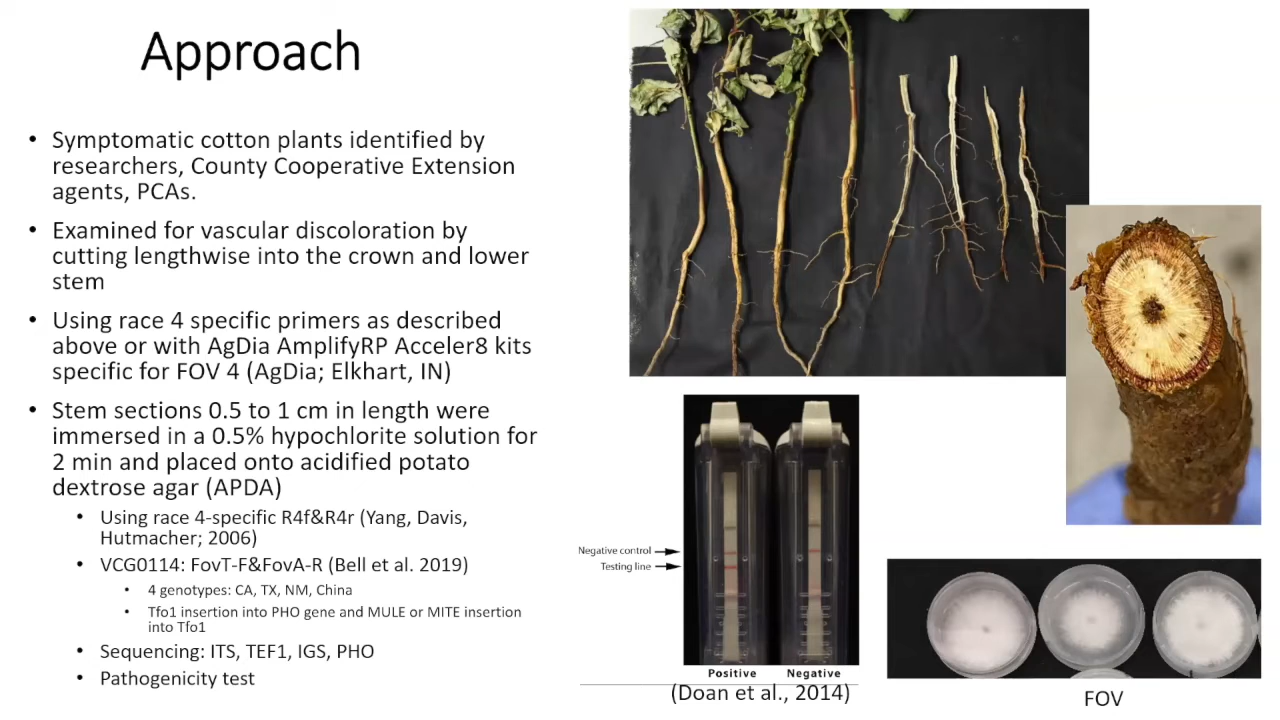 Approach
• Symptomatic cotton plants identified by
researchers, County Cooperative Extension
agents, PCAs.
• Examined for vascular discoloration by
cutting lengthwise into the crown and lower
stem
• Using race 4 specific primers as described
above or with AgDia AmplifyRP Acceler8 kits
specific for FOV 4 (AgDia; Elkhart, IN)
• Stem sections 0.5 to 1 cm in length were
immersed in a 0.5% hypochlorite solution for
2 min and placed onto acidified potato
dextrose agar (APDA)
• Using race 4-specific R4f&R4r (Yang, Davis,
Hutmacher; 2006)
• VCG0114: FovT-F&FovA-R (Bell et al. 2019)
• 4 genotypes: CA, TX, NM, China
• Tfo1 insertion into PHO gene and MULE or MITE insertion
into Tfo1
• Sequencing: ITS, TEF1, IGS, PHO
• Pathogenicity test
Negative control
Testing line
Positive Negative
(Doan et al., 2014)
FOV